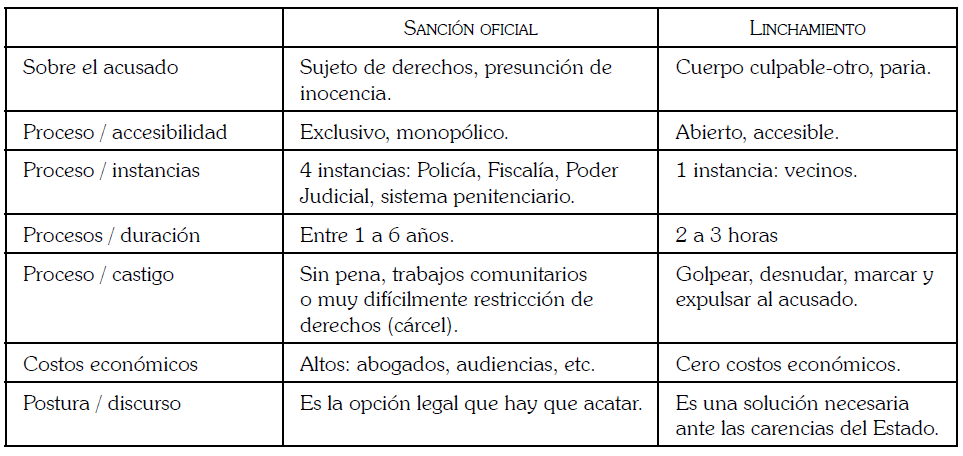 SANCIÓN OFICIAL LINCHAMIENTO
Sobre el acusado Sujeto de derechos, presunción de Cuerpo culpable-otro, paria.
inocencia.
Proceso / accesibilidad Exclusivo, monopólico. Abierto, accesible.
Proceso / instancias 4 instancias: Policía, Fiscalía, Poder 1 instancia: vecinos.
Judicial, sistema penitenciario.
Procesos / duración Entre 1 a 6 años. 2 a 3 horas
Proceso / castigo Sin pena, trabajos comunitarios Golpear, desnudar, marcar y
o muy difícilmente restricción de expulsar al acusado.
derechos (cárcel).
Costos económicos Altos: abogados, audiencias, etc. Cero costos económicos.
Postura / discurso Es la opción legal que hay que acatar. Es una solución necesaria
ante las carencias del Estado.